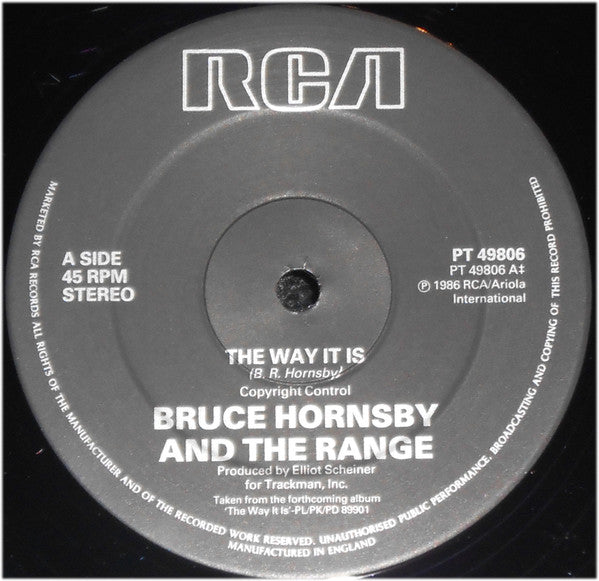 RCA
A SIDE
45 RPM
STEREO
PT 49806
PT 49806 A‡
℗ 1986 RCA/Ariola
International
THE WAY IT IS
(B. R. Hornsby)
Copyright Control
BRUCE HORNSBY
AND THE RANGE
Produced by Elliot Scheiner
for Trackman, Inc.
Taken from the forthcoming album
'The Way It Is'-PL/PK/PD 89901
MARKETED BY RCA RECORDS ALL RIGHTS OF THE MANUFACTURER AND OF THE RECORDED WORK RESERVED. UNAUTHORISED PUBLIC PERFORMANCE, BROADCASTING AND COPYING OF THIS RECORD PROHIBITED
MANUFACTURED IN ENGLAND